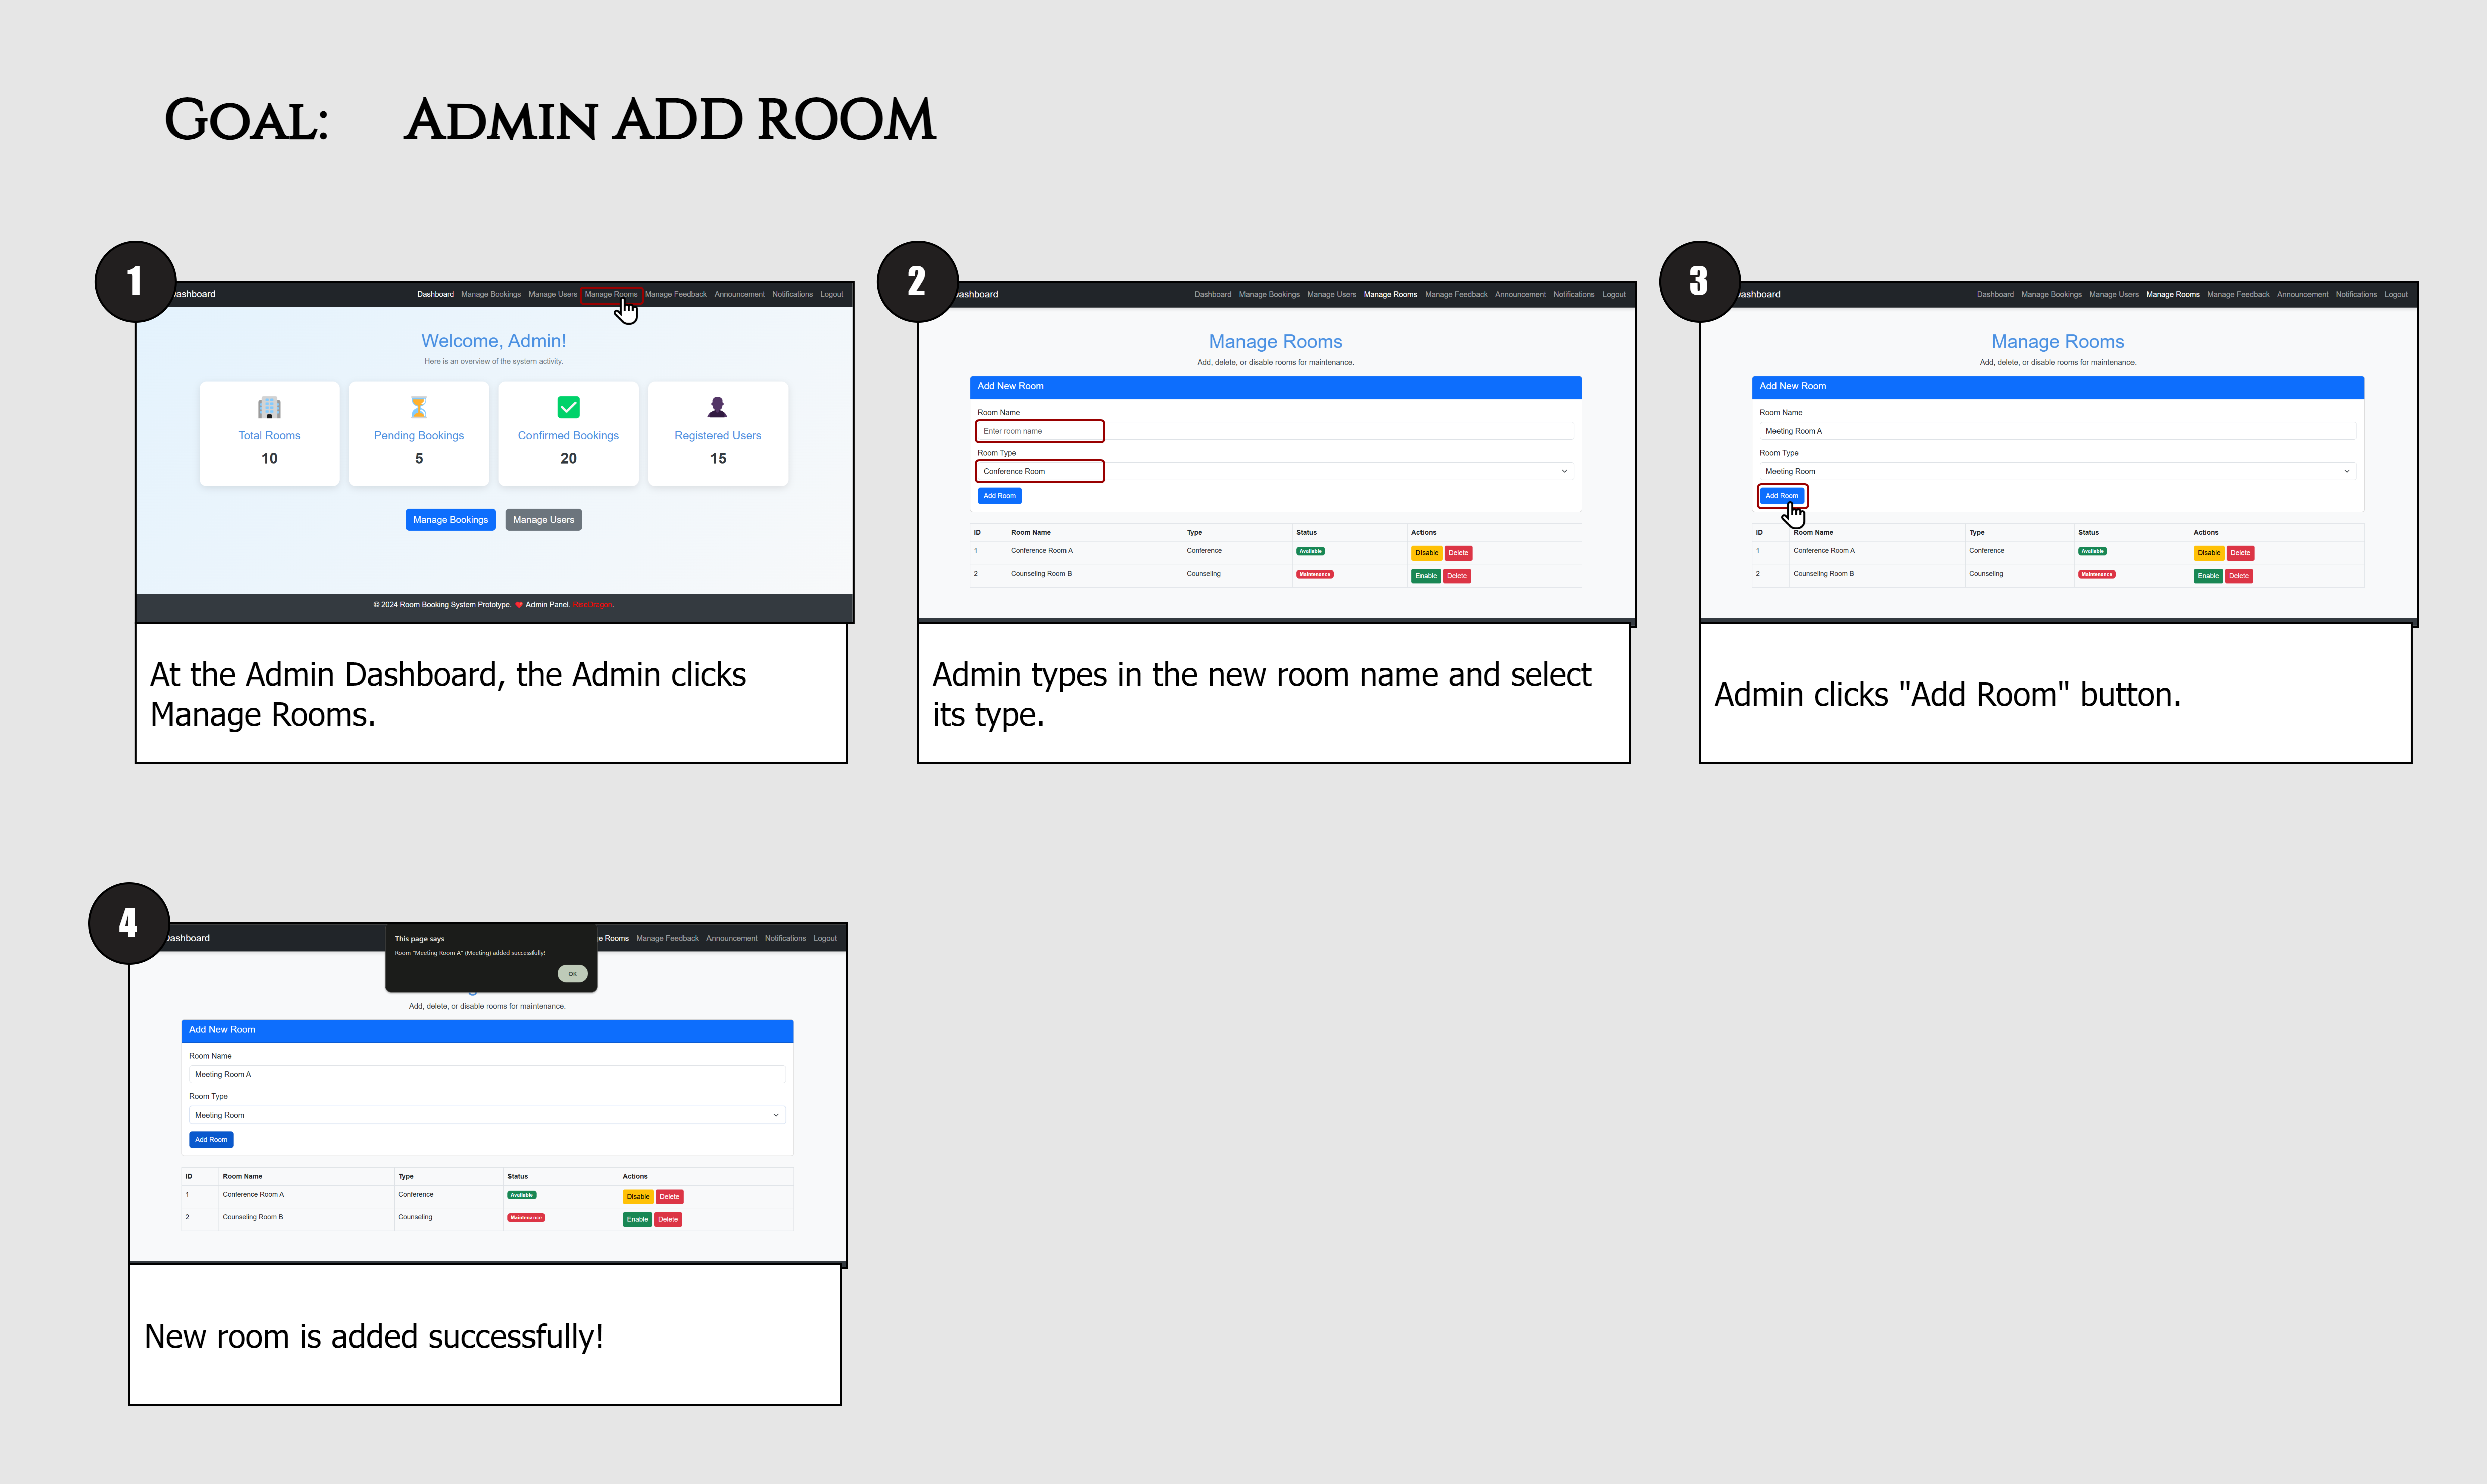 Goal: Admin ADD ROOM
1
Dashboard Manage Bookings Manage Users Manage Rooms Manage Feedback Announcement Notifications Logout
Welcome, Admin!
Here is an overview of the system activity.
Total Rooms
10
Pending Bookings
5
Confirmed Bookings
20
Registered Users
15
Manage Bookings Manage Users
© 2024 Room Booking System Prototype. ❤ Admin Panel.
At the Admin Dashboard, the Admin clicks
Manage Rooms.
2
Dashboard Manage Bookings Manage Users Manage Rooms Manage Feedback Announcement Notifications Logout
Manage Rooms
Add, delete, or disable rooms for maintenance.
Add New Room
Room Name
Enter room name
Room Type
Conference Room
Add Room
ID Room Name Type Status Actions
1 Conference Room A Conference Available Disable Delete
2 Counseling Room B Counseling Maintenance Enable Delete
Admin types in the new room name and select
its type.
3
Dashboard Manage Bookings Manage Users Manage Rooms Manage Feedback Announcement Notifications Logout
Manage Rooms
Add, delete, or disable rooms for maintenance.
Add New Room
Room Name
Meeting Room A
Room Type
Meeting Room
Add Room
ID Room Name Type Status Actions
1 Conference Room A Conference Available Disable Delete
2 Counseling Room B Counseling Maintenance Enable Delete
Admin clicks "Add Room" button.
4
Dashboard Rooms Manage Feedback Announcement Notifications Logout
This page says
Room "Meeting Room A" (Meeting) added successfully!
OK
Add, delete, or disable rooms for maintenance.
Add New Room
Room Name
Meeting Room A
Room Type
Meeting Room
Add Room
ID Room Name Type Status Actions
1 Conference Room A Conference Available Disable Delete
2 Counseling Room B Counseling Maintenance Enable Delete
New room is added successfully!